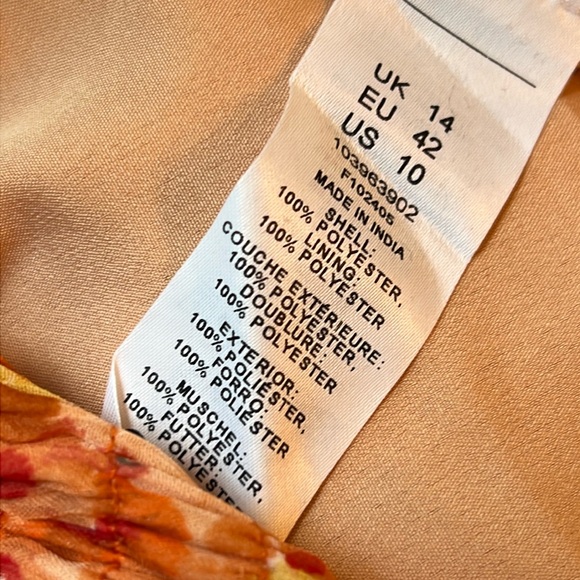 UK 14
EU 42
US 10
103963902
F102405
MADE IN INDIA
SHELL:
100% POLYESTER,
LINING:
100% POLYESTER
COUCHE EXTÉRIEURE:
100% POLYESTER,
DOUBLURE:
100% POLYESTER
EXTERIOR:
100% POLIÉSTER,
FORRO:
100% POLIÉSTER
MUSCHEL:
100% POLYESTER,
FUTTER:
100%